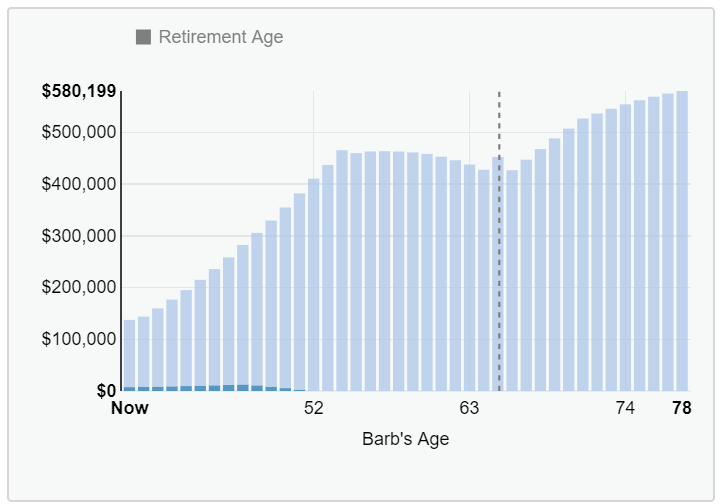 Retirement Age
$580,199
$500,000
$400,000
$300,000
$200,000
$100,000
$0
Now 52 63 74 78
Barb's Age